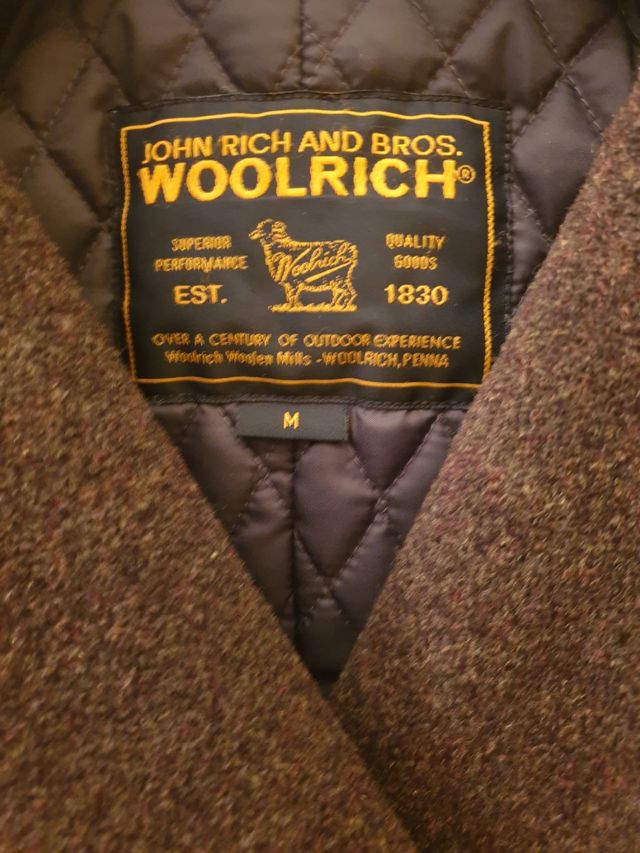 JOHN RICH AND BROS.
WOOLRICH®
SUPERIOR PERFORMANCE
Woolrich
QUALITY GOODS
EST. 1830
OVER A CENTURY OF OUTDOOR EXPERIENCE
Woolrich Woolen Mills -WOOLRICH, PENNA
M